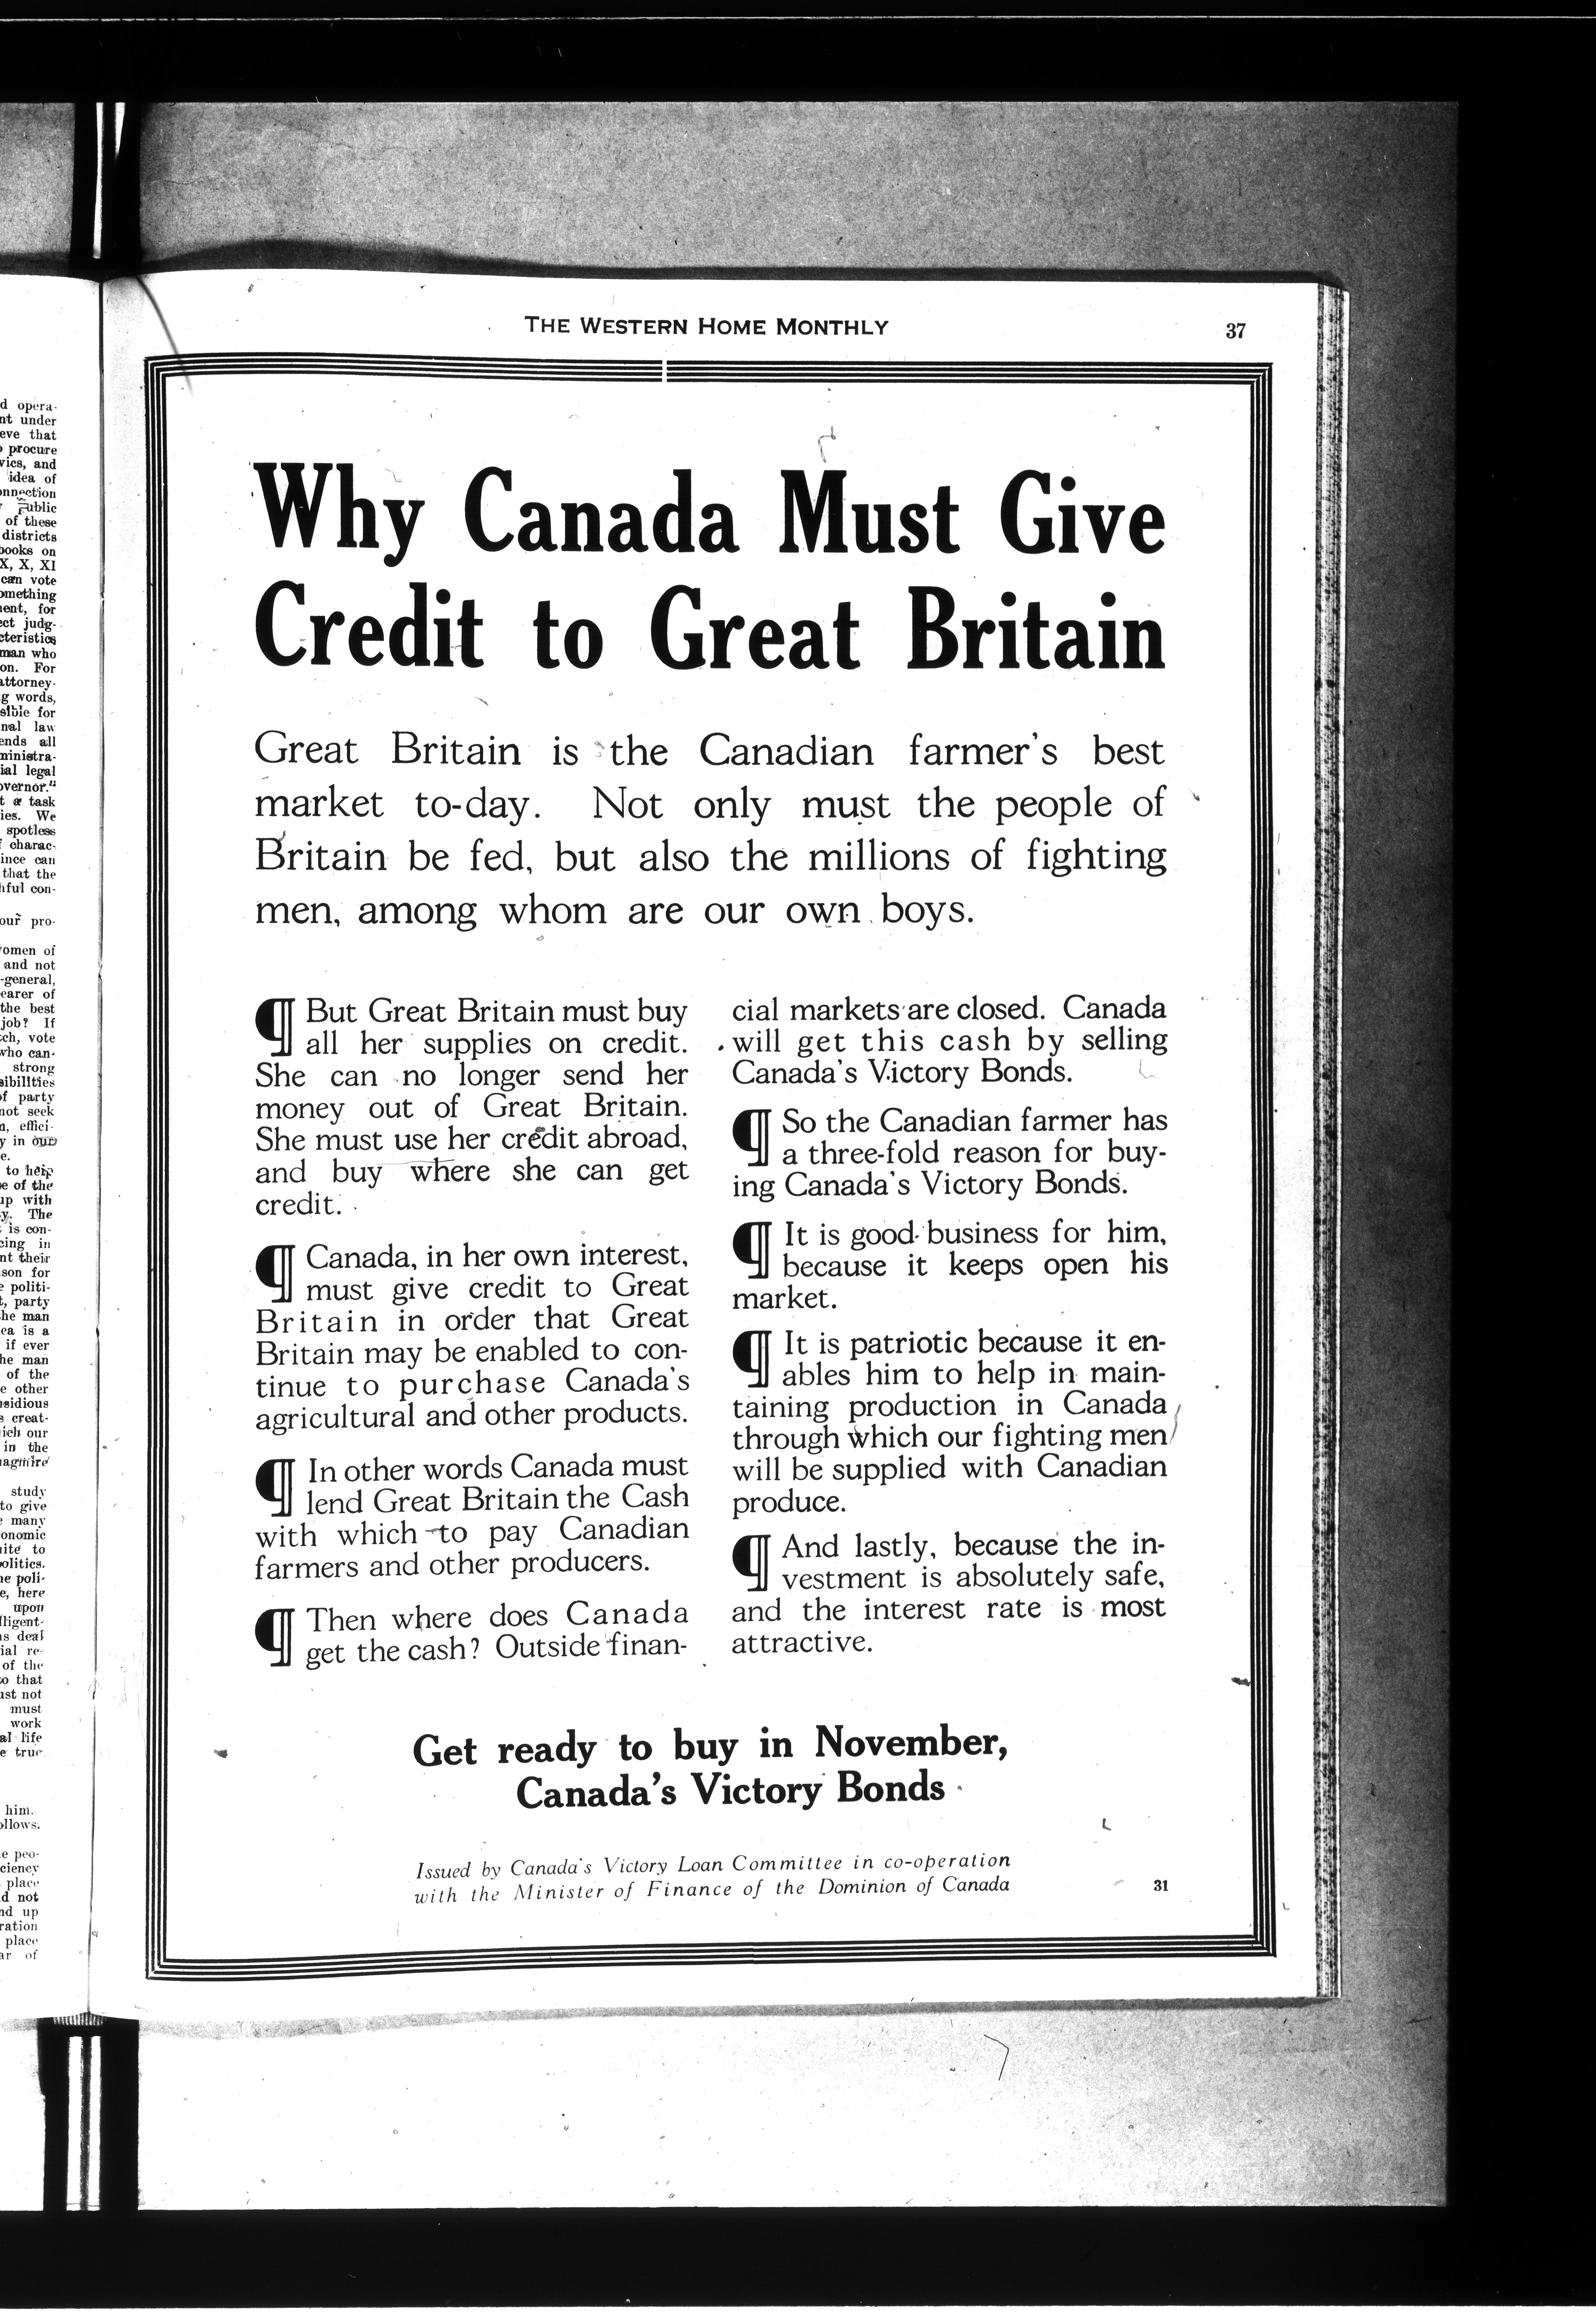 THE WESTERN HOME MONTHLY
37
Why Canada Must Give
Credit to Great Britain
Great Britain is the Canadian farmer's best
market to-day. Not only must the people of
Britain be fed, but also the millions of fighting
men, among whom are our own boys.
¶ But Great Britain must buy
all her supplies on credit.
She can no longer send her
money out of Great Britain.
She must use her credit abroad,
and buy where she can get
credit.
¶ Canada, in her own interest,
must give credit to Great
Britain in order that Great
Britain may be enabled to con-
tinue to purchase Canada's
agricultural and other products.
¶ In other words Canada must
lend Great Britain the Cash
with which to pay Canadian
farmers and other producers.
¶ Then where does Canada
get the cash? Outside finan-
cial markets are closed. Canada
will get this cash by selling
Canada's Victory Bonds.
¶ So the Canadian farmer has
a three-fold reason for buy-
ing Canada's Victory Bonds.
¶ It is good business for him,
because it keeps open his
market.
¶ It is patriotic because it en-
ables him to help in main-
taining production in Canada
through which our fighting men
will be supplied with Canadian
produce.
¶ And lastly, because the in-
vestment is absolutely safe,
and the interest rate is most
attractive.
Get ready to buy in November,
Canada's Victory Bonds
Issued by Canada's Victory Loan Committee in co-operation
with the Minister of Finance of the Dominion of Canada
31